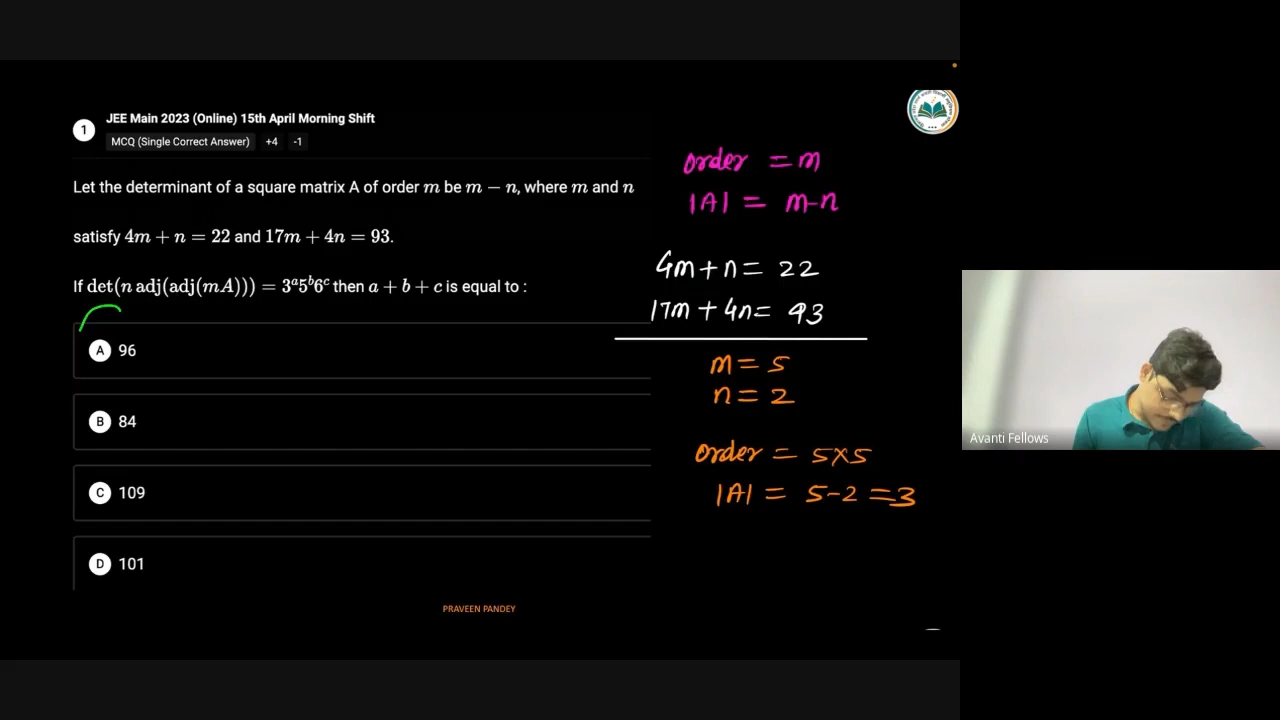 1
JEE Main 2023 (Online) 15th April Morning Shift
MCQ (Single Correct Answer) +4 -1
Let the determinant of a square matrix A of order m be m − n, where m and n
satisfy 4m + n = 22 and 17m + 4n = 93.
If det(n adj(adj(mA))) = 3ᵃ5ᵇ6ᶜ then a + b + c is equal to :
A 96
B 84
C 109
D 101
PRAVEEN PANDEY
order = m
|A| = m-n
4m+n = 22
17m + 4n = 93
m = 5
n = 2
order = 5×5
|A| = 5-2 = 3
Avanti Fellows